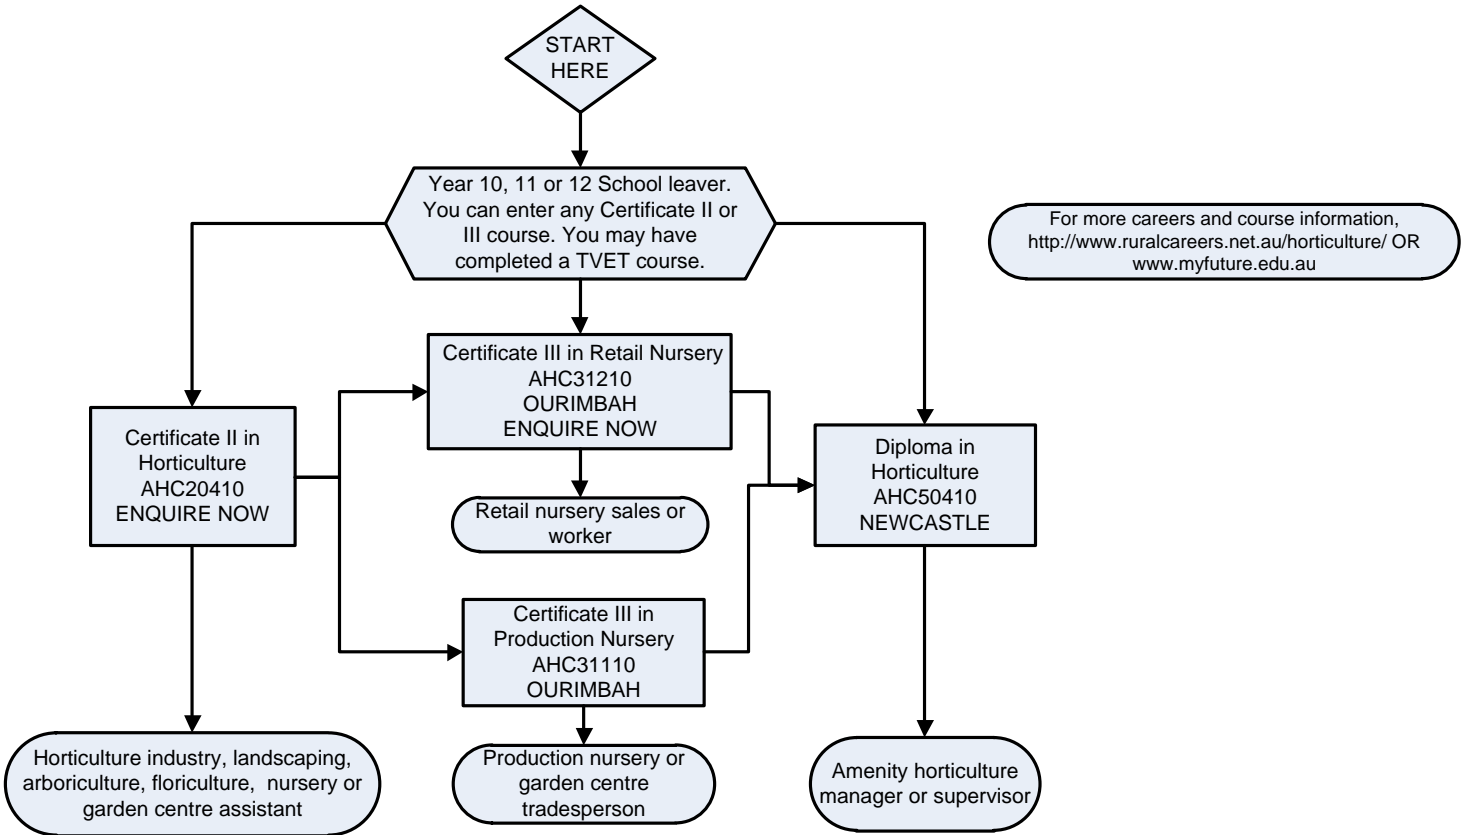 START
HERE
Year 10, 11 or 12 School leaver.
You can enter any Certificate II or
III course. You may have
completed a TVET course.
For more careers and course information,
http://www.ruralcareers.net.au/horticulture/ OR
www.myfuture.edu.au
Certificate III in Retail Nursery
AHC31210
OURIMBAH
ENQUIRE NOW
Certificate II in
Horticulture
AHC20410
ENQUIRE NOW
Diploma in
Horticulture
AHC50410
NEWCASTLE
Retail nursery sales or
worker
Certificate III in
Production Nursery
AHC31110
OURIMBAH
Horticulture industry, landscaping,
arboriculture, floriculture,  nursery or
garden centre assistant
Production nursery or
garden centre
tradesperson
Amenity horticulture
manager or supervisor